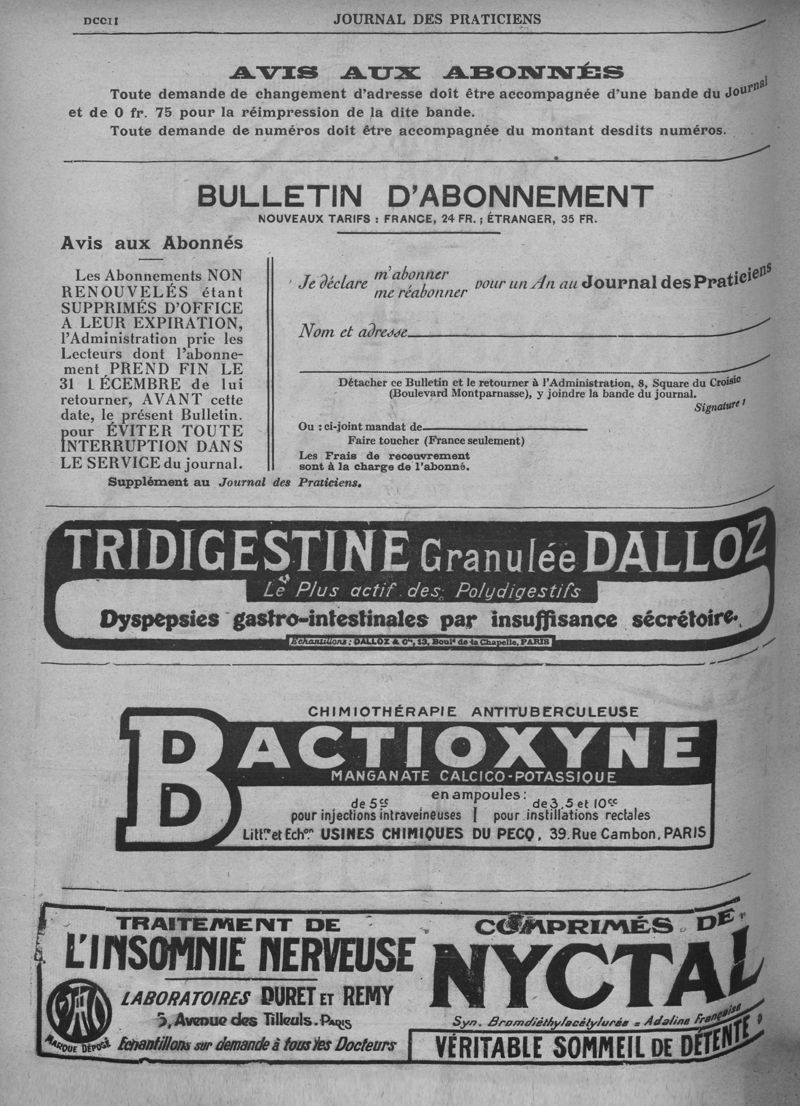 DCCII
JOURNAL DES PRATICIENS
AVIS AUX ABONNÉS
Toute demande de changement d'adresse doit être accompagnée d'une bande du Journal
et de 0 fr. 75 pour la réimpression de la dite bande.
Toute demande de numéros doit être accompagnée du montant desdits numéros.
BULLETIN D'ABONNEMENT
NOUVEAUX TARIFS : FRANCE, 24 FR. ; ÉTRANGER, 35 FR.
Avis aux Abonnés
Les Abonnements NON
RENOUVELÉS étant
SUPPRIMÉS D'OFFICE
A LEUR EXPIRATION,
l'Administration prie les
Lecteurs dont l'abonne-
ment PREND FIN LE
31 DÉCEMBRE de lui
retourner, AVANT cette
date, le présent Bulletin.
pour ÉVITER TOUTE
INTERRUPTION DANS
LE SERVICE du journal.
Je déclare m'abonner
me réabonner
pour un An au Journal des Praticiens
Nom et adresse
Détacher ce Bulletin et le retourner à l'Administration, 8, Square du Croisic
(Boulevard Montparnasse), y joindre la bande du journal.
Signature
Ou : ci-joint mandat de
Faire toucher (France seulement)
Les Frais de recouvrement
sont à la charge de l'abonné.
Supplément au Journal des Praticiens.
TRIDIGESTINE Granulée DALLOZ
Le Plus actif des Polydigestifs
Dyspepsies gastro-intestinales par insuffisance sécrétoire.
Échantillons : DALLOZ & Cie, 13, Bould de la Chapelle, PARIS
CHIMIOTHÉRAPIE ANTITUBERCULEUSE
BACTIOXYNE
MANGANATE CALCICO-POTASSIQUE
en ampoules :
de 5cc
pour injections intraveineuses
de 3, 5 et 10cc
pour instillations rectales
Littre et Echon USINES CHIMIQUES DU PECQ, 39, Rue Cambon, PARIS
TRAITEMENT DE
L'INSOMNIE NERVEUSE
LABORATOIRES DURET ET REMY
5, Avenue des Tilleuls. PARIS
MARQUE DÉPOSÉ
Échantillons sur demande à tous les Docteurs
COMPRIMÉS DE
NYCTAL
Syn. Bromdiéthylacétylurée = Adaline Française
VÉRITABLE SOMMEIL DE DÉTENTE